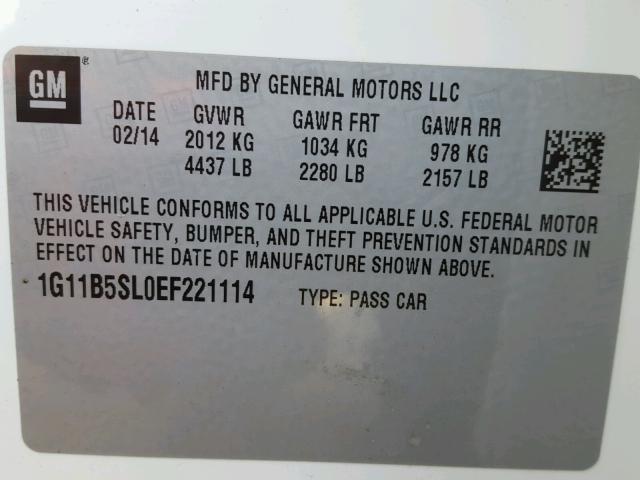 GM ®
MFD BY GENERAL MOTORS LLC
DATE GVWR GAWR FRT GAWR RR
02/14 2012 KG 1034 KG 978 KG
4437 LB 2280 LB 2157 LB
THIS VEHICLE CONFORMS TO ALL APPLICABLE U.S. FEDERAL MOTOR
VEHICLE SAFETY, BUMPER, AND THEFT PREVENTION STANDARDS IN
EFFECT ON THE DATE OF MANUFACTURE SHOWN ABOVE.
1G11B5SL0EF221114 TYPE: PASS CAR